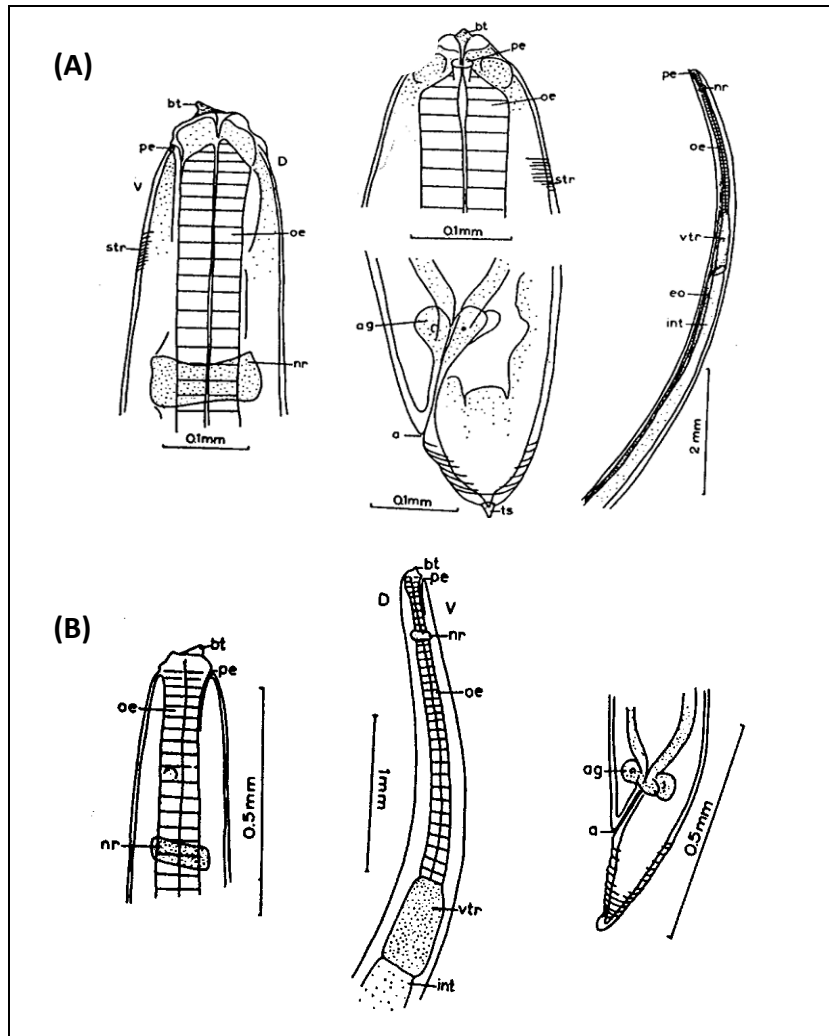 (A)
bt
pe
V
D
oe
str
nr
0.1mm
bt
pe
oe
str
0.1mm
ag
a
0.1mm
ts
pe
nr
oe
vtr
eo
int
2 mm
(B)
bt
pe
oe
nr
0.5mm
bt
pe
D
V
nr
oe
1mm
vtr
int
ag
a
0.5mm